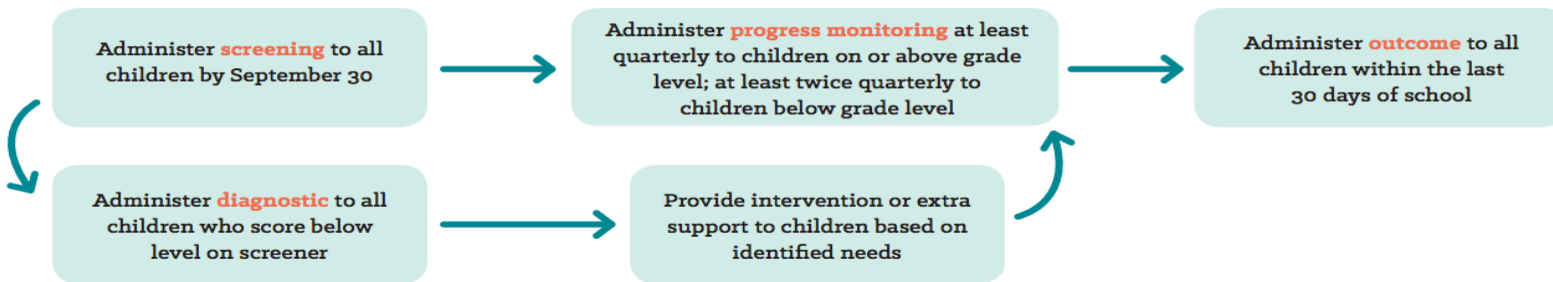 Administer screening to all
children by September 30
Administer progress monitoring at least
quarterly to children on or above grade
level; at least twice quarterly to
children below grade level
Administer outcome to all
children within the last
30 days of school
Administer diagnostic to all
children who score below
level on screener
Provide intervention or extra
support to children based on
identified needs